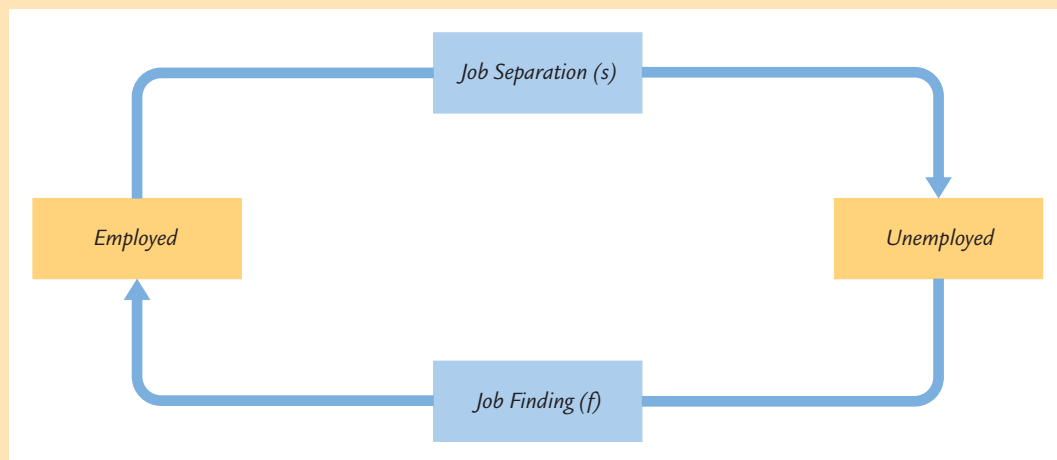 Job Separation (s)
Employed
Unemployed
Job Finding (f)